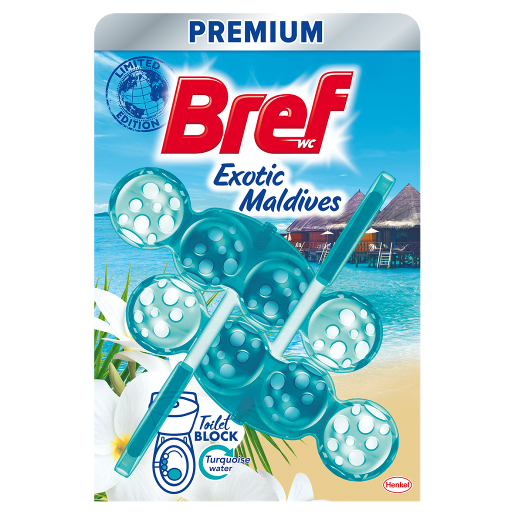 PREMIUM
LIMITED
EDITION
Bref
WC
Exotic
Maldives
Toilet
BLOCK
Turquoise
water
Henkel